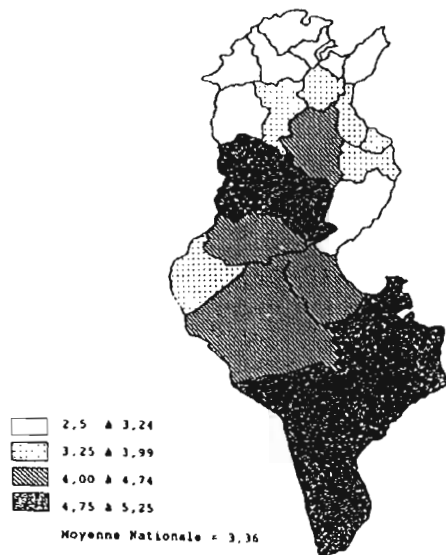 2,5 à 3,24
3.25 à 3,99
4,00 à 4,74
4,75 à 5,25
Moyenne Nationale = 3,36